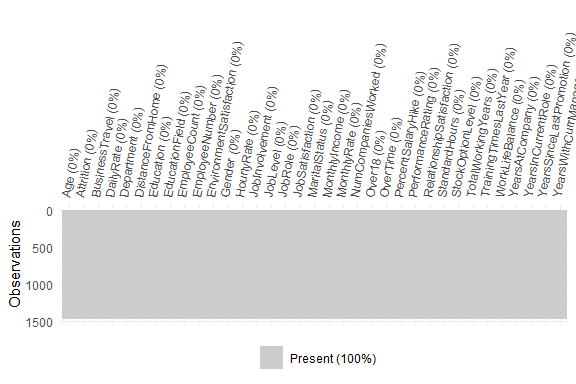 Age (0%)
Attrition (0%)
BusinessTravel (0%)
DailyRate (0%)
Department (0%)
DistanceFromHome (0%)
Education (0%)
EducationField (0%)
EmployeeCount (0%)
EmployeeNumber (0%)
EnvironmentSatisfaction (0%)
Gender (0%)
HourlyRate (0%)
JobInvolvement (0%)
JobLevel (0%)
JobRole (0%)
JobSatisfaction (0%)
MaritalStatus (0%)
MonthlyIncome (0%)
MonthlyRate (0%)
NumCompaniesWorked (0%)
Over18 (0%)
OverTime (0%)
PercentSalaryHike (0%)
PerformanceRating (0%)
RelationshipSatisfaction (0%)
StandardHours (0%)
StockOptionLevel (0%)
TotalWorkingYears (0%)
TrainingTimesLastYear (0%)
WorkLifeBalance (0%)
YearsAtCompany (0%)
YearsInCurrentRole (0%)
YearsSinceLastPromotion (0%)
Observations
0
500
1000
1500
Present (100%)